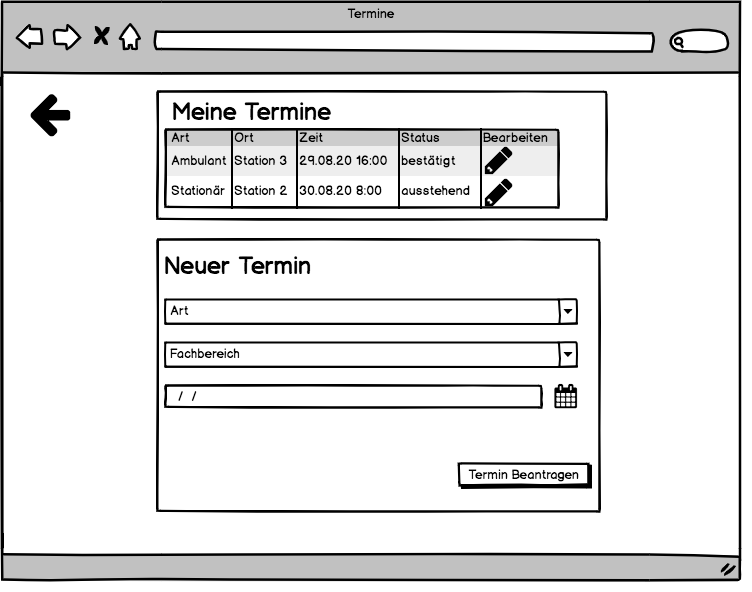 Termine
Meine Termine
Art Ort Zeit Status Bearbeiten
Ambulant Station 3 29.08.20 16:00 bestätigt
Stationär Station 2 30.08.20 8:00 ausstehend
Neuer Termin
Art
Fachbereich
/ /
Termin Beantragen